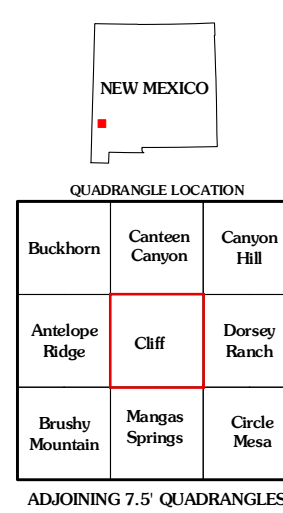 NEW MEXICO
QUADRANGLE LOCATION
Buckhorn
Canteen
Canyon
Canyon
Hill
Antelope
Ridge
Cliff
Dorsey
Ranch
Brushy
Mountain
Mangas
Springs
Circle
Mesa
ADJOINING 7.5' QUADRANGLES